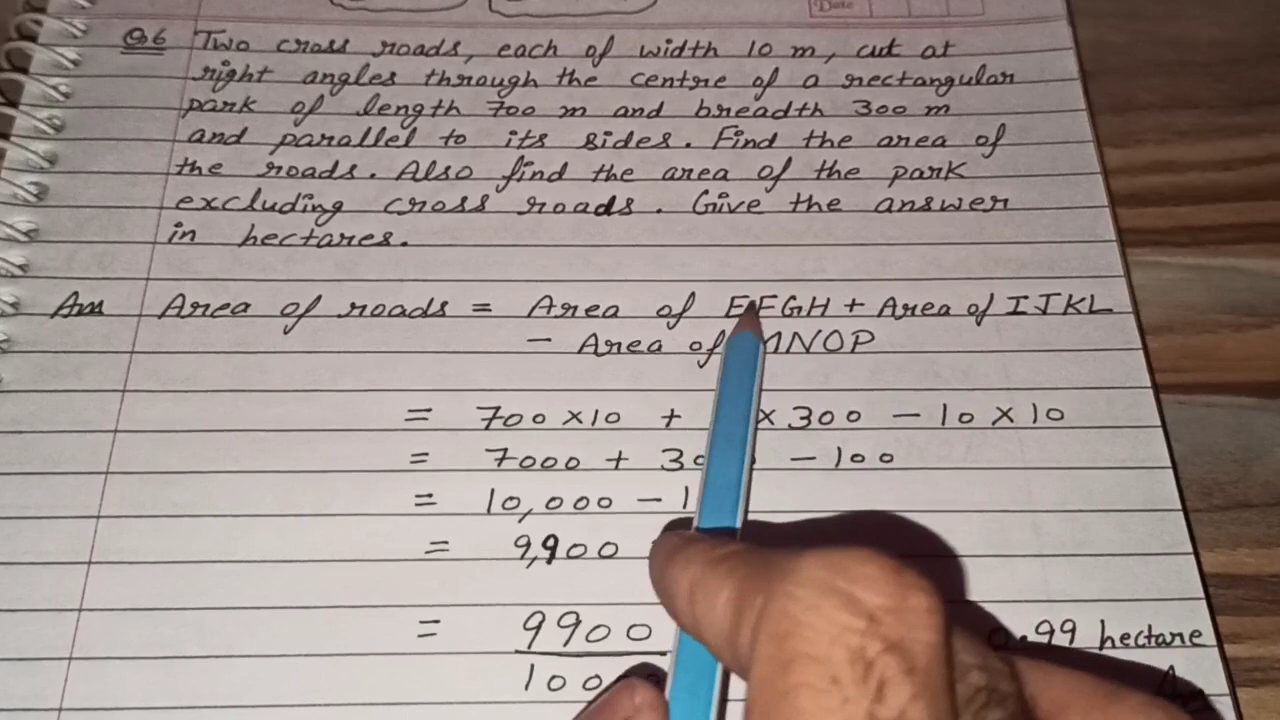 Date
Q6 Two cross roads, each of width 10 m, cut at
right angles through the centre of a rectangular
park of length 700 m and breadth 300 m
and parallel to its sides. Find the area of
the roads. Also find the area of the park
excluding cross roads. Give the answer
in hectares.
Ans Area of roads = Area of EFGH + Area of IJKL
- Area of MNOP
= 700 × 10 + × 300 - 10 × 10
= 7000 + - 100
= 10,000 -
= 9,900
= 9900 0.99 hectare
Ans